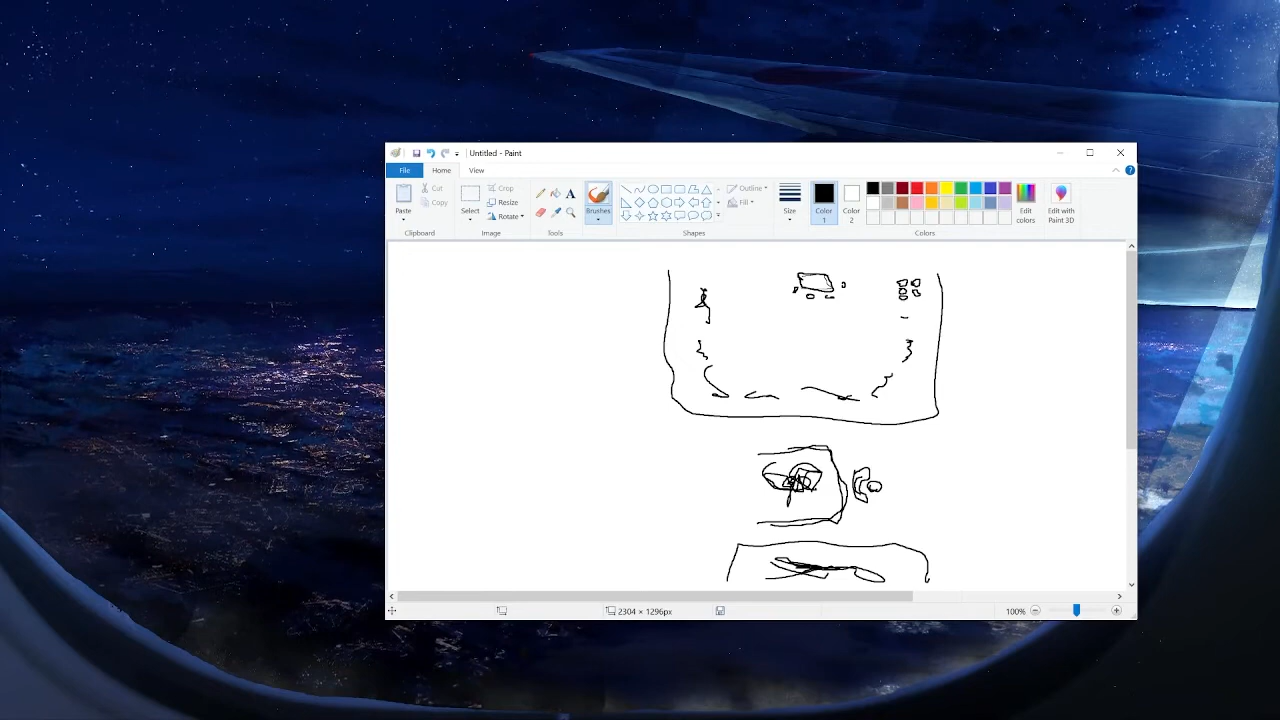 Untitled - Paint
File Home View
Paste Cut Copy Clipboard
Select Crop Resize Rotate Image
Tools
Brushes
Shapes
Outline Fill
Size
Color 1 Color 2
Edit colors
Colors
Edit with Paint 3D
2304 × 1296px
100%